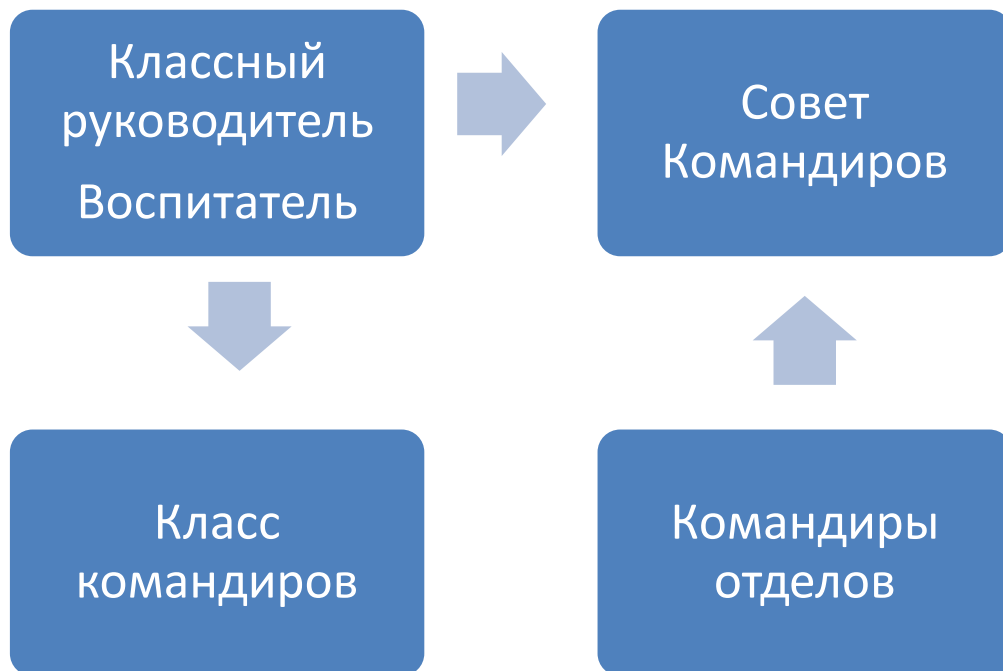 Классный
руководитель
Воспитатель
Совет
Командиров
Класс
командиров
Командиры
отделов